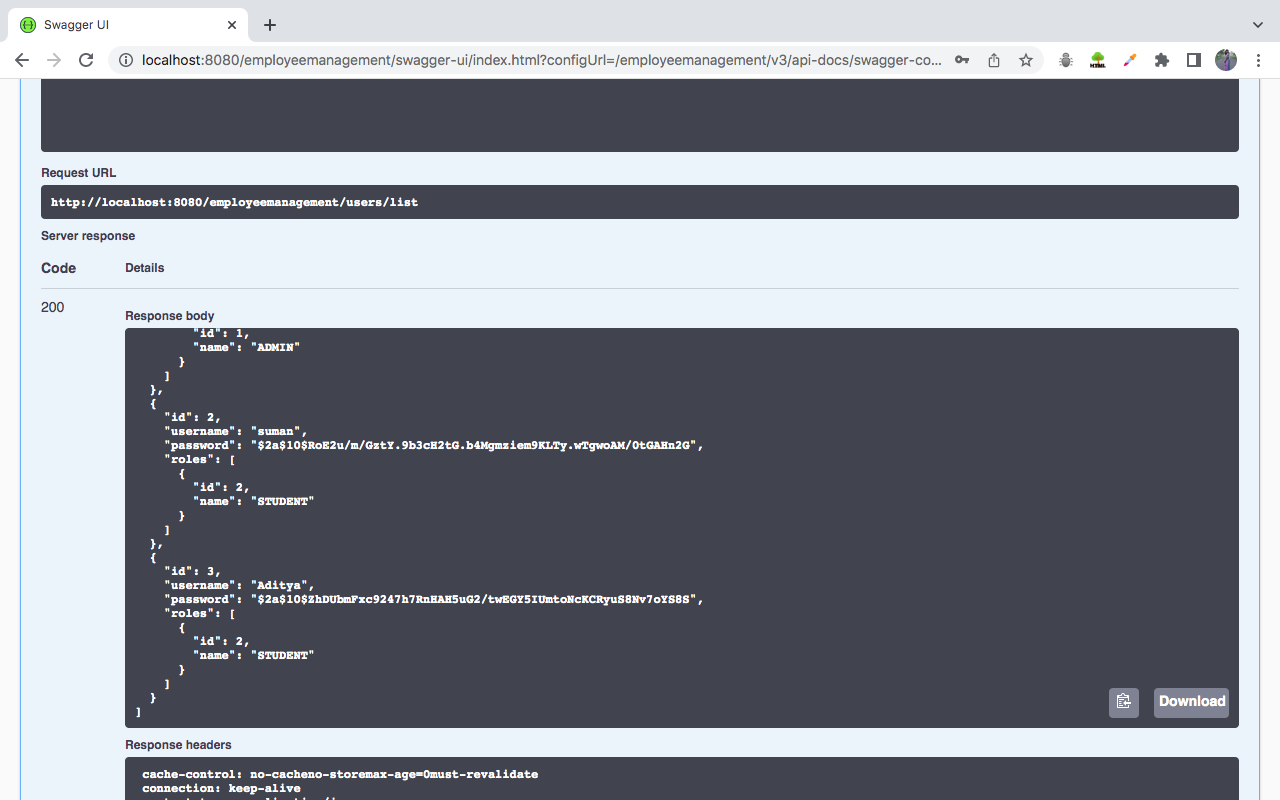 Swagger UI
localhost:8080/employeemanagement/swagger-ui/index.html?configUrl=/employeemanagement/v3/api-docs/swagger-co...
HTML
Request URL
http://localhost:8080/employeemanagement/users/list
Server response
Code Details
200
Response body
"id": 1,
"name": "ADMIN"
}
]
},
{
"id": 2,
"username": "suman",
"password": "$2a$10$RoE2u/m/GztY.9b3cH2tG.b4Mgmziem9KLTy.wTgwoAM/0tGAHn2G",
"roles": [
{
"id": 2,
"name": "STUDENT"
}
]
},
{
"id": 3,
"username": "Aditya",
"password": "$2a$10$ZhDUbmFxc9247h7RnHAH5uG2/twEGY5IUmtoNcKCRyuS8Nv7oYS8S",
"roles": [
{
"id": 2,
"name": "STUDENT"
}
]
}
]
Download
Response headers
cache-control: no-cacheno-storemax-age=0must-revalidate
connection: keep-alive